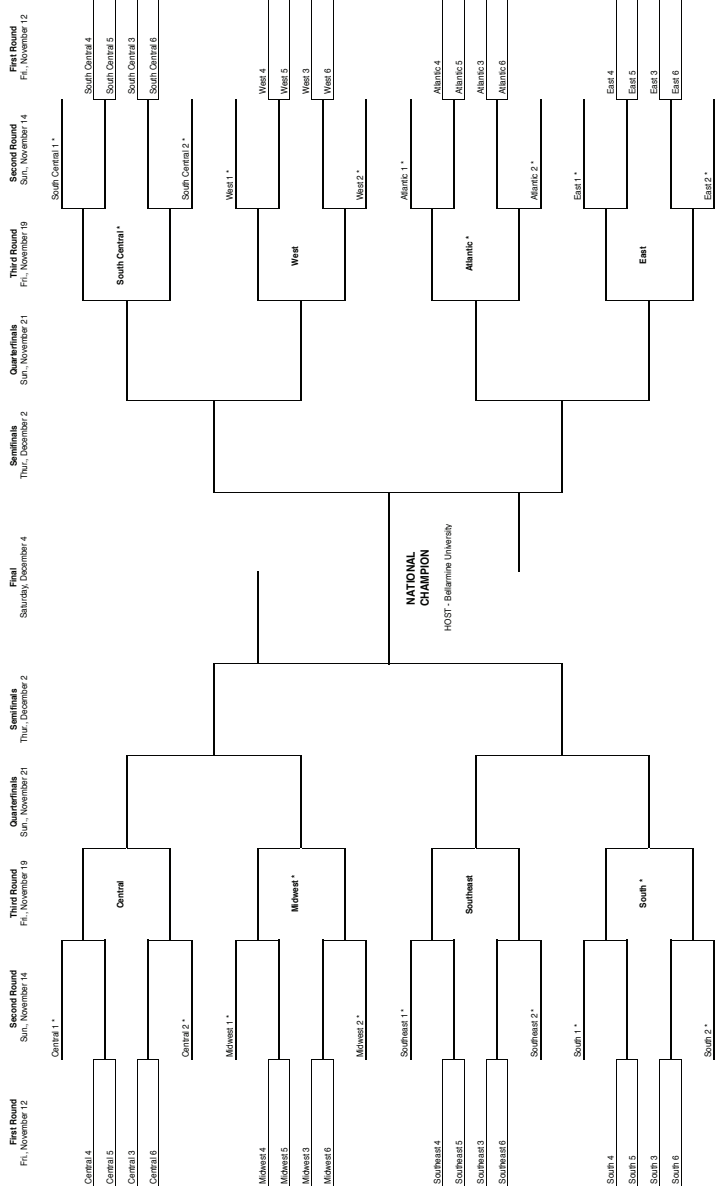 First Round
Fri., November 12
Second Round
Sun., November 14
Third Round
Fri., November 19
Quarterfinals
Sun., November 21
Semifinals
Thur., December 2
Final
Saturday, December 4
Semifinals
Thur., December 2
Quarterfinals
Sun., November 21
Third Round
Fri., November 19
Second Round
Sun., November 14
First Round
Fri., November 12
Central 1 *
Central 4
Central 5
Central
Central 3
Central 6
Central 2 *
Midwest 1 *
Midwest 4
Midwest 5
Midwest *
Midwest 3
Midwest 6
Midwest 2 *
Southeast 1 *
Southeast 4
Southeast 5
Southeast
Southeast 3
Southeast 6
Southeast 2 *
South 1 *
South 4
South 5
South *
South 3
South 6
South 2 *
NATIONAL
CHAMPION
HOST - Bellarmine University
South Central 1 *
South Central 4
South Central 5
South Central *
South Central 3
South Central 6
South Central 2 *
West 1 *
West 4
West 5
West
West 3
West 6
West 2 *
Atlantic 1 *
Atlantic 4
Atlantic 5
Atlantic *
Atlantic 3
Atlantic 6
Atlantic 2 *
East 1 *
East 4
East 5
East
East 3
East 6
East 2 *